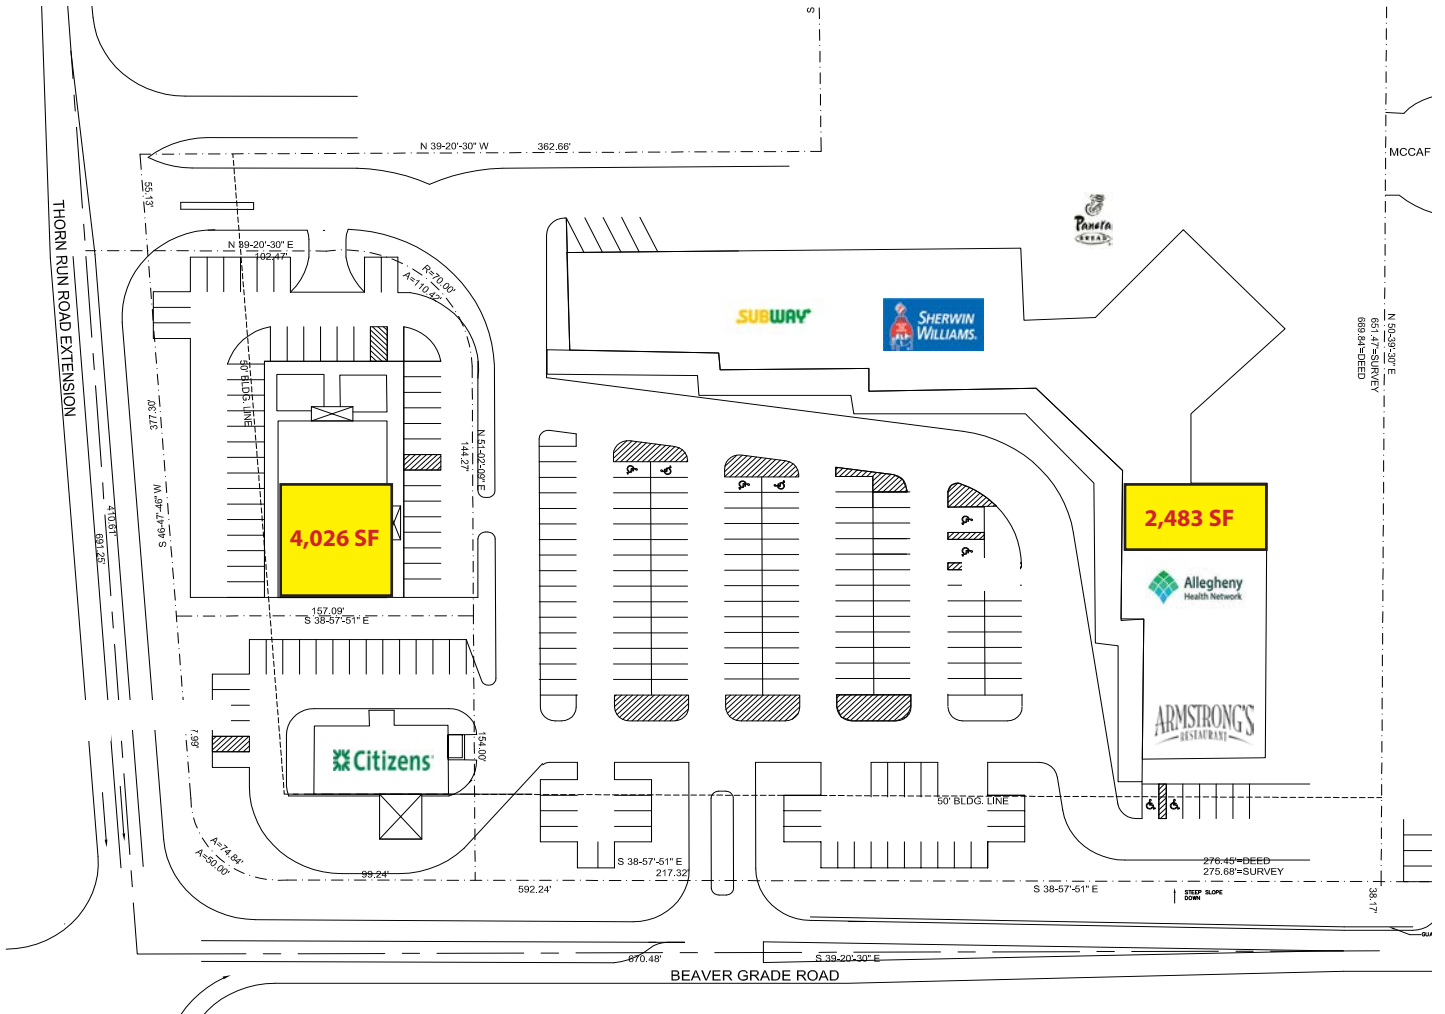 S
N 39-20'-30" W 362.66'
MCCAF
55.13'
THORN RUN ROAD EXTENSION
N 39-20'-30" E
102.47'
R=70.00'
A=110.42'
Panera
BREAD
SUBWAY
SHERWIN
WILLIAMS.
N 50-39'-30" E
651.47'=SURVEY
669.84'=DEED
50' BLDG. LINE
377.30'
S 46-47'-46" W
N 51-02'-09" E
144.27'
410.61'
691.25'
4,026 SF
2,483 SF
Allegheny
Health Network
157.09'
S 38-57'-51" E
ARMSTRONG'S
RESTAURANT
7.99'
Citizens
154.00'
50' BLDG. LINE
A=74.84'
A=50.00'
99.24'
S 38-57'-51" E
217.32'
592.24'
276.45'=DEED
275.68'=SURVEY
S 38-57'-51" E
STEEP SLOPE
DOWN
38.17'
GUA
670.48'
S 39-20'-30" E
BEAVER GRADE ROAD